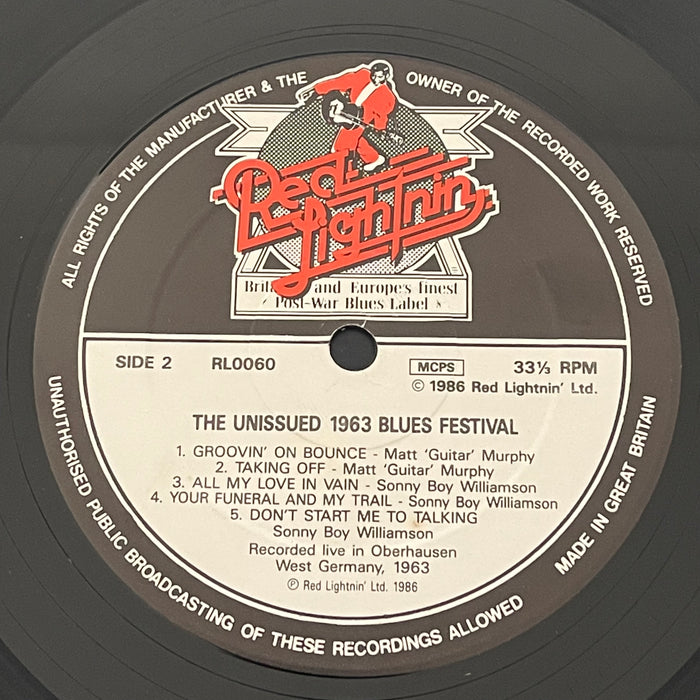 ALL RIGHTS OF THE MANUFACTURER & THE OWNER OF THE RECORDED WORK RESERVED
Red Lightnin'
and Europe's finest
Post-War Blues Label
SIDE 2 RL0060 MCPS 33⅓ RPM
© 1986 Red Lightnin' Ltd.
THE UNISSUED 1963 BLUES FESTIVAL
1. GROOVIN' ON BOUNCE - Matt 'Guitar' Murphy
2. TAKING OFF - Matt 'Guitar' Murphy
3. ALL MY LOVE IN VAIN - Sonny Boy Williamson
4. YOUR FUNERAL AND MY TRAIL - Sonny Boy Williamson
5. DON'T START ME TO TALKING
Sonny Boy Williamson
Recorded live in Oberhausen
West Germany, 1963
℗ Red Lightnin' Ltd. 1986
UNAUTHORISED PUBLIC BROADCASTING OF THESE RECORDINGS ALLOWED
MADE IN GREAT BRITAIN